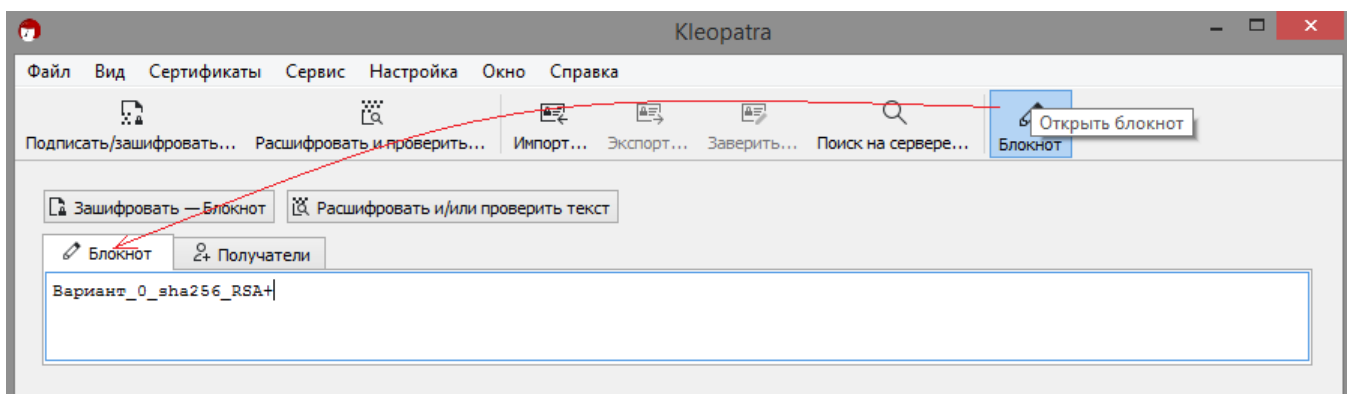 Kleopatra
Файл Вид Сертификаты Сервис Настройка Окно Справка
Подписать/зашифровать... Расшифровать и проверить... Импорт... Экспорт... Заверить... Поиск на сервере... Блокнот
Открыть блокнот
Зашифровать — Блокнот Расшифровать и/или проверить текст
Блокнот Получатели
Вариант_0_sha256_RSA+